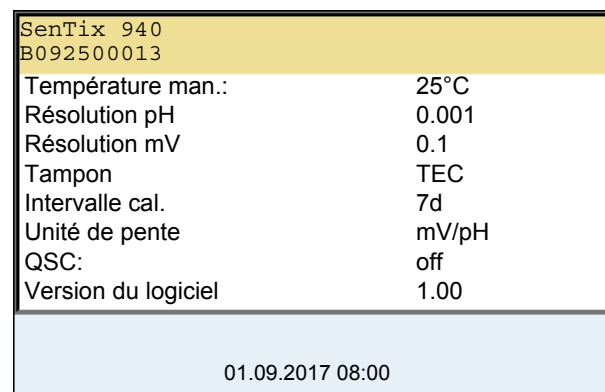 SenTix 940
B092500013
Température man.: 25°C
Résolution pH 0.001
Résolution mV 0.1
Tampon TEC
Intervalle cal. 7d
Unité de pente mV/pH
QSC: off
Version du logiciel 1.00
01.09.2017 08:00